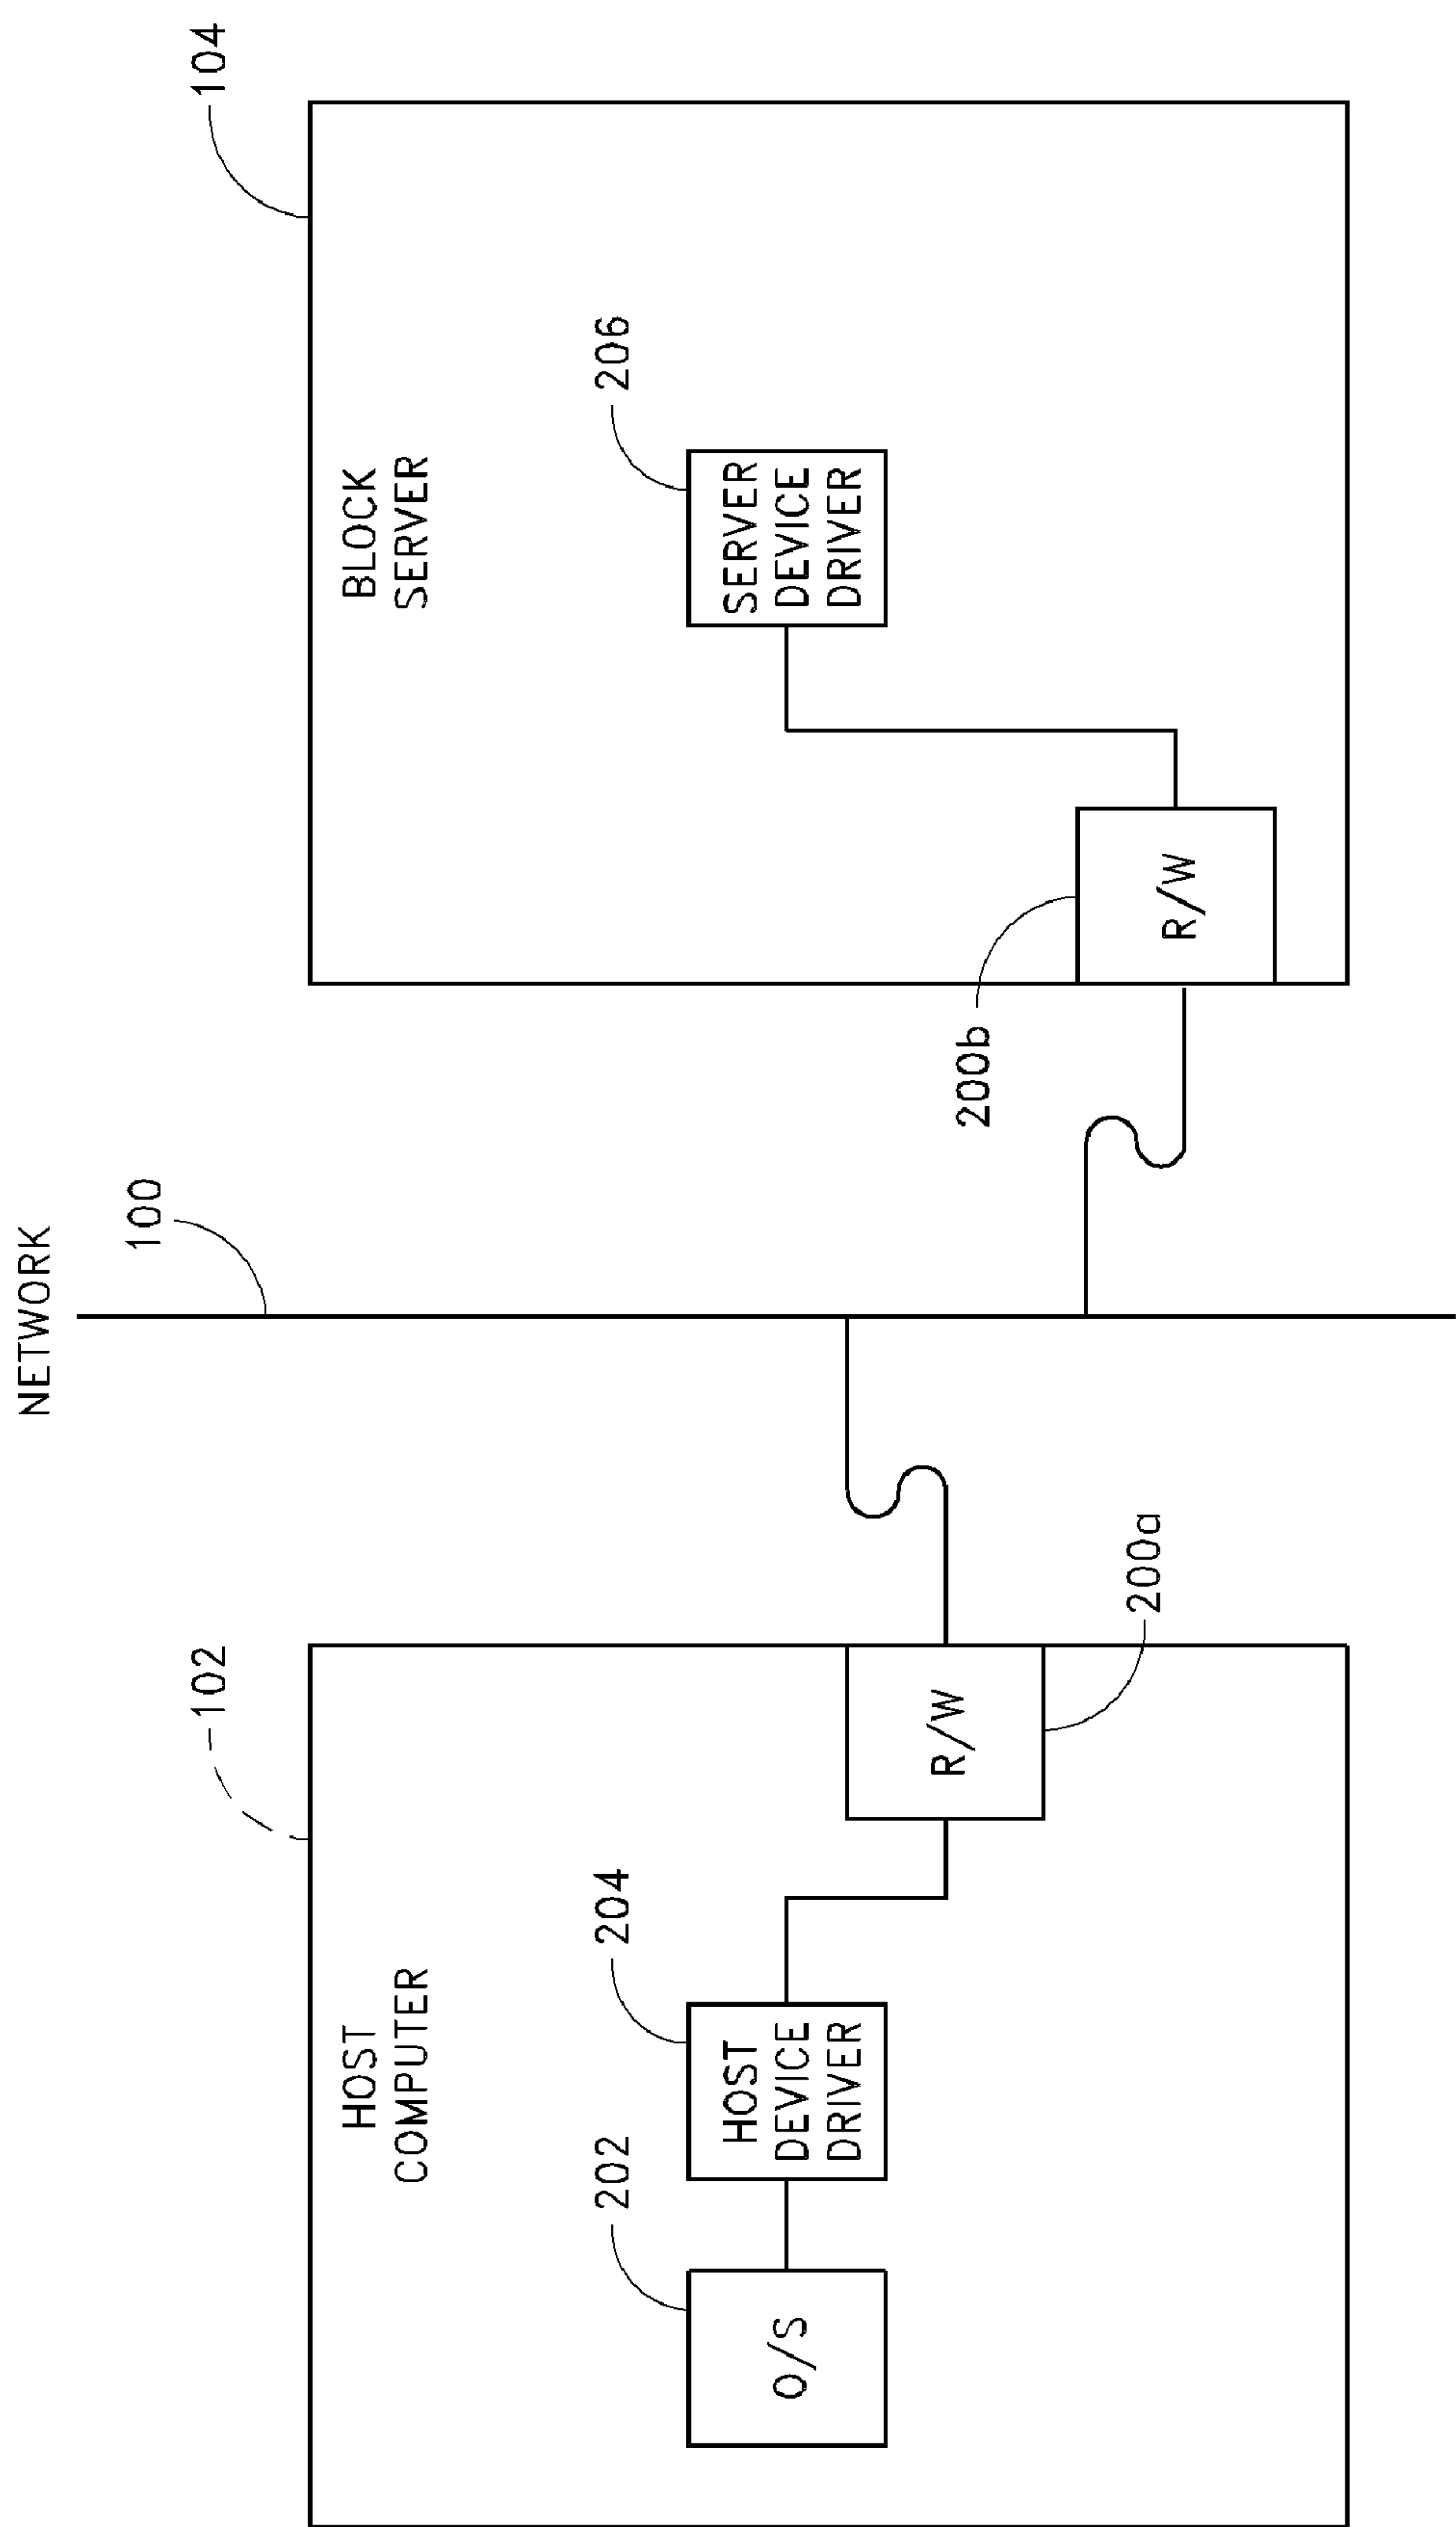 NETWORK
100
102
HOST
COMPUTER
202
204
O/S
HOST
DEVICE
DRIVER
R/W
200a
104
BLOCK
SERVER
206
SERVER
DEVICE
DRIVER
200b
R/W